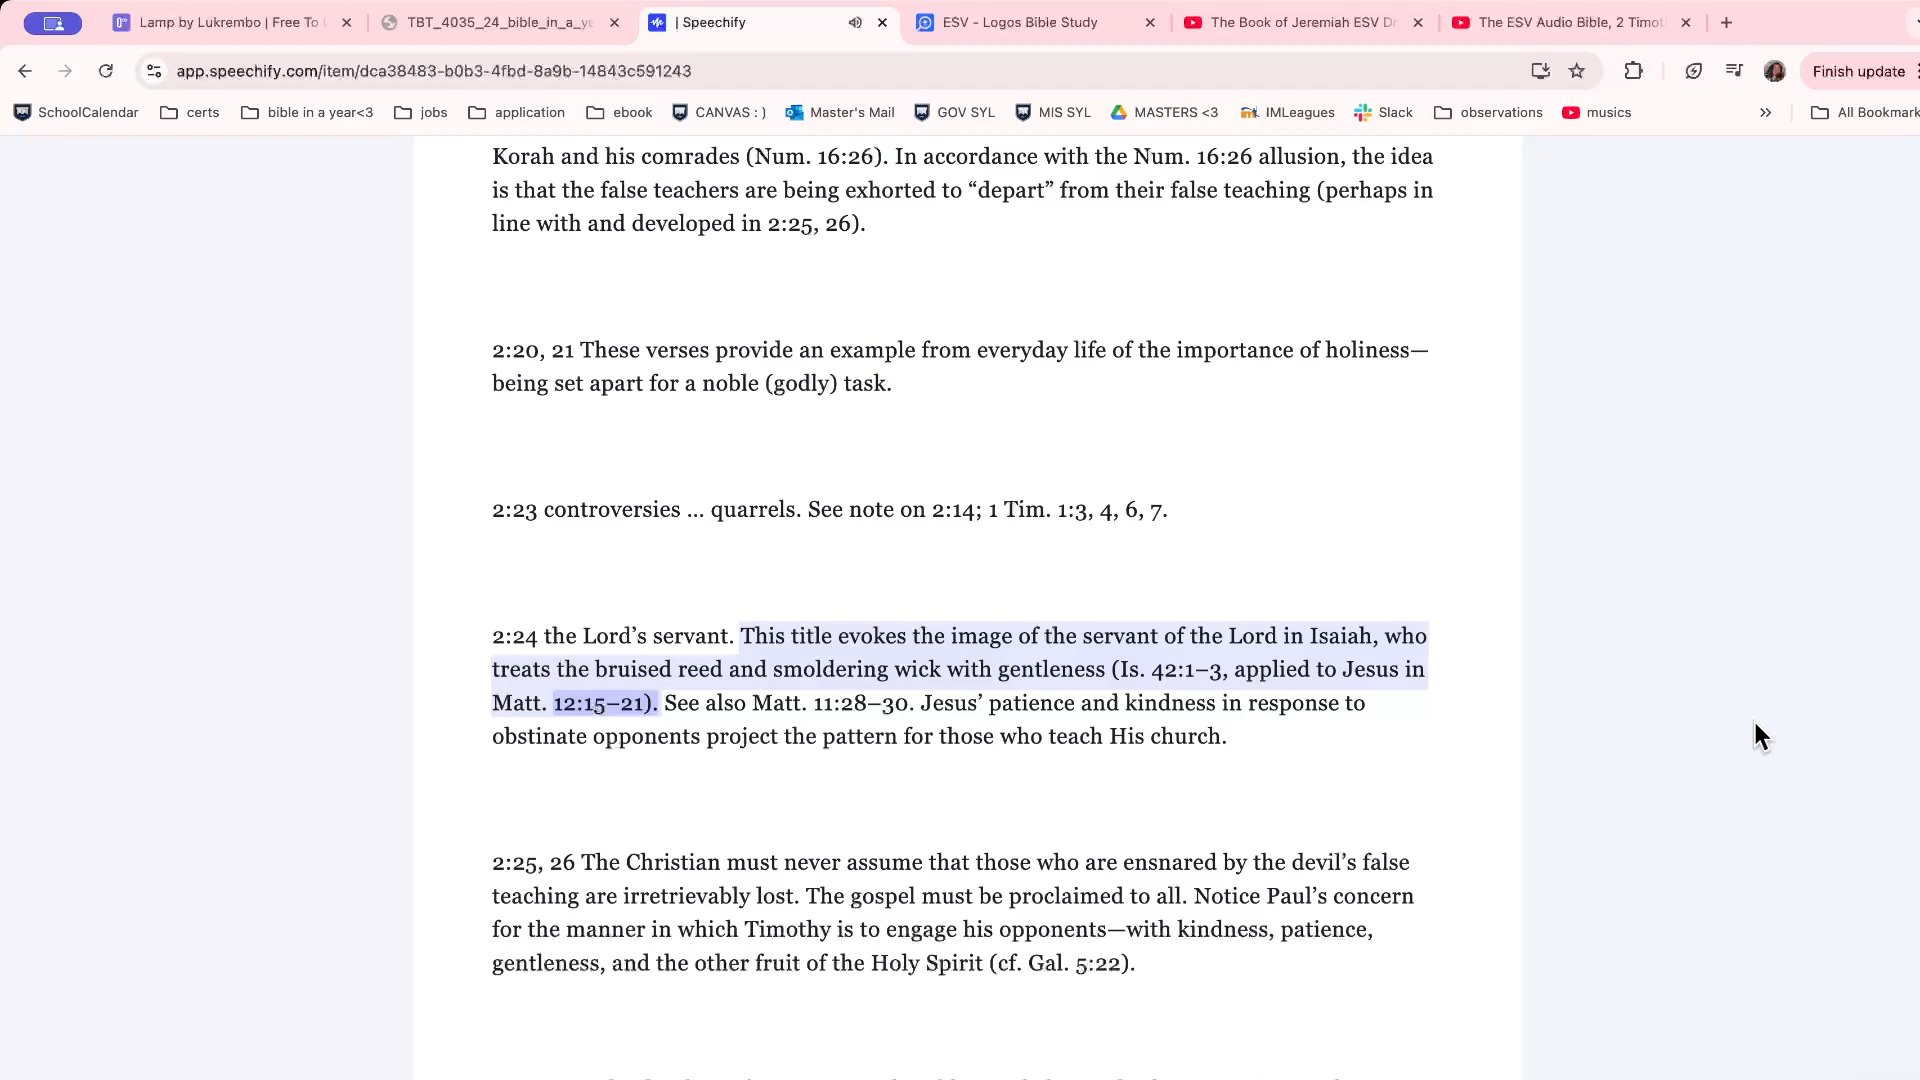 Lamp by Lukrembo | Free To
TBT_4035_24_bible_in_a_ye
| Speechify
ESV - Logos Bible Study
The Book of Jeremiah ESV Dr
The ESV Audio Bible, 2 Timot
app.speechify.com/item/dca38483-b0b3-4fbd-8a9b-14843c591243
Finish update
SchoolCalendar
certs
bible in a year<3
jobs
application
ebook
CANVAS : )
Master's Mail
GOV SYL
MIS SYL
MASTERS <3
IMLeagues
Slack
observations
musics
All Bookmark
Korah and his comrades (Num. 16:26). In accordance with the Num. 16:26 allusion, the idea
is that the false teachers are being exhorted to “depart” from their false teaching (perhaps in
line with and developed in 2:25, 26).
2:20, 21 These verses provide an example from everyday life of the importance of holiness—
being set apart for a noble (godly) task.
2:23 controversies … quarrels. See note on 2:14; 1 Tim. 1:3, 4, 6, 7.
2:24 the Lord’s servant. This title evokes the image of the servant of the Lord in Isaiah, who
treats the bruised reed and smoldering wick with gentleness (Is. 42:1–3, applied to Jesus in
Matt. 12:15–21). See also Matt. 11:28–30. Jesus’ patience and kindness in response to
obstinate opponents project the pattern for those who teach His church.
2:25, 26 The Christian must never assume that those who are ensnared by the devil’s false
teaching are irretrievably lost. The gospel must be proclaimed to all. Notice Paul’s concern
for the manner in which Timothy is to engage his opponents—with kindness, patience,
gentleness, and the other fruit of the Holy Spirit (cf. Gal. 5:22).